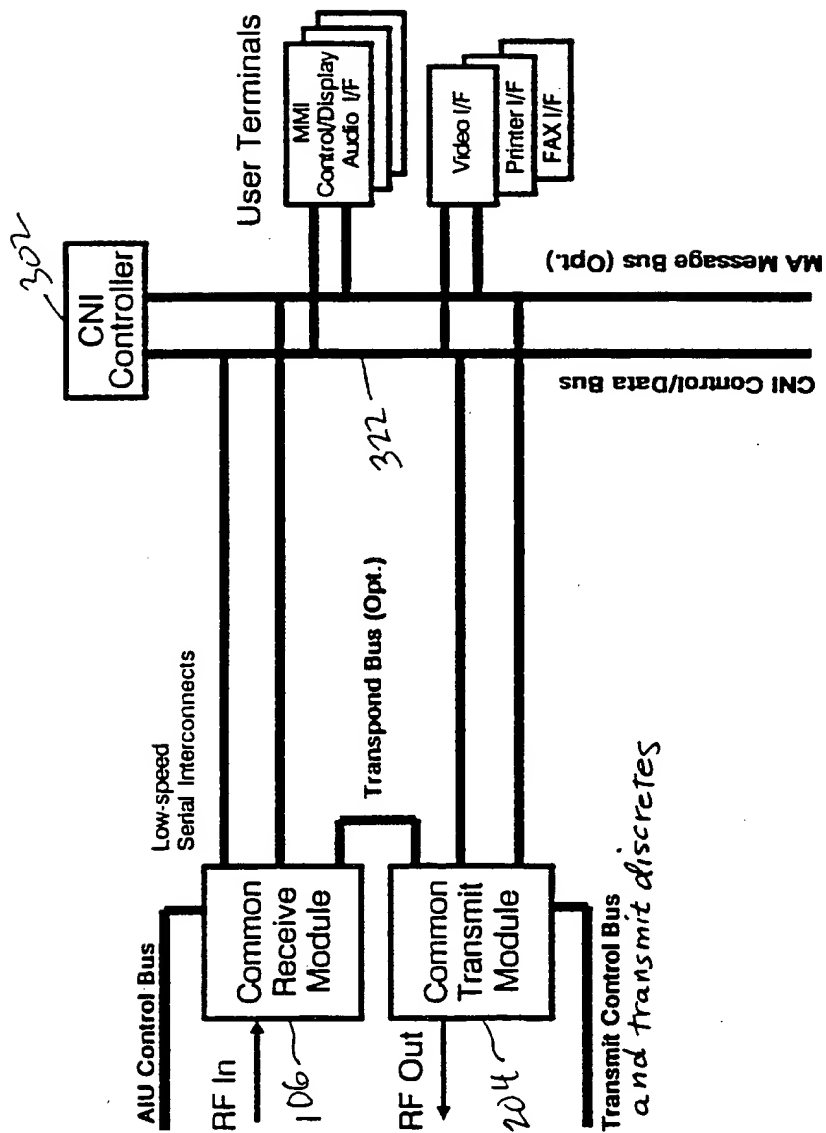 AIU Control Bus
RF In
106
Common
Receive
Module
Low-speed
Serial Interconnects
Transpond Bus (Opt.)
RF Out
204
Common
Transmit
Module
Transmit Control Bus
and transmit discretes
CNI
Controller
302
322
CNI Control/Data Bus
MA Message Bus (Opt.)
User Terminals
MMI
Control/Display
Audio I/F
Video I/F
Printer I/F
FAX I/F